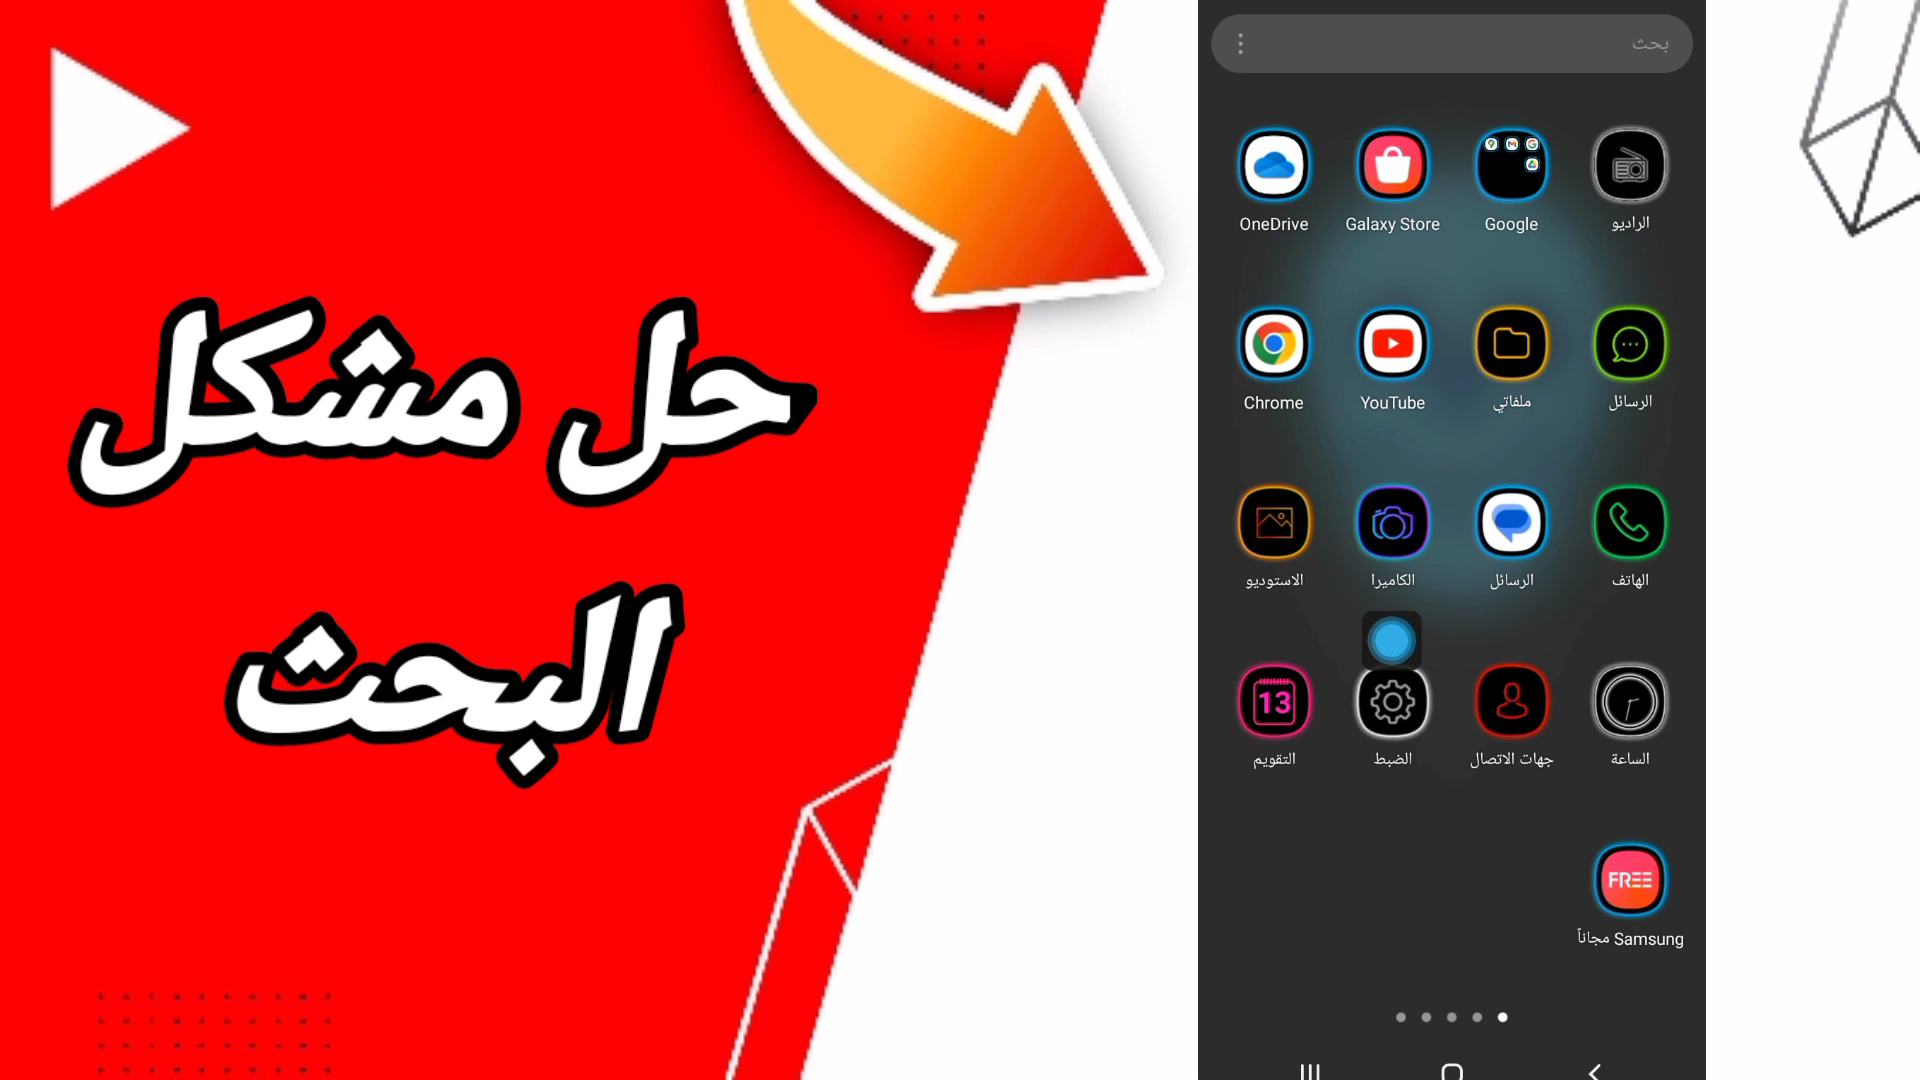 حل مشكل
البحث
بحث
OneDrive
Galaxy Store
Google
الراديو
Chrome
YouTube
ملفاتي
الرسائل
الاستوديو
الكاميرا
الرسائل
الهاتف
13
التقويم
الضبط
جهات الاتصال
الساعة
FREE
Samsung مجاناً